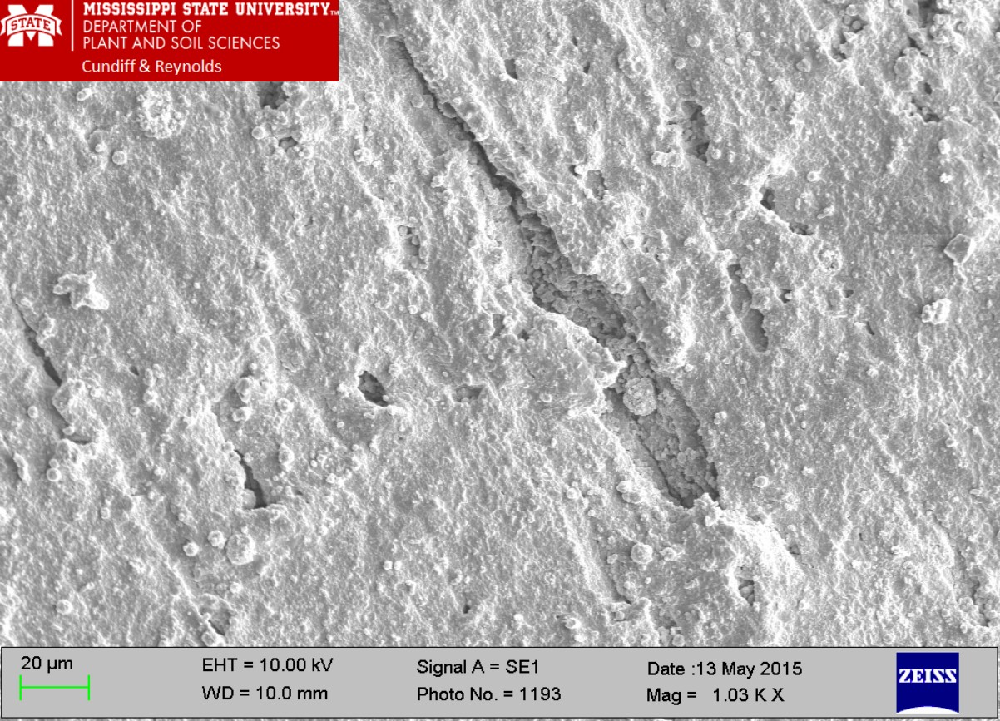 STATE
MISSISSIPPI STATE UNIVERSITY™
DEPARTMENT OF
PLANT AND SOIL SCIENCES
Cundiff & Reynolds
20 µm
EHT = 10.00 kV
WD = 10.0 mm
Signal A = SE1
Photo No. = 1193
Date :13 May 2015
Mag = 1.03 K X
ZEISS